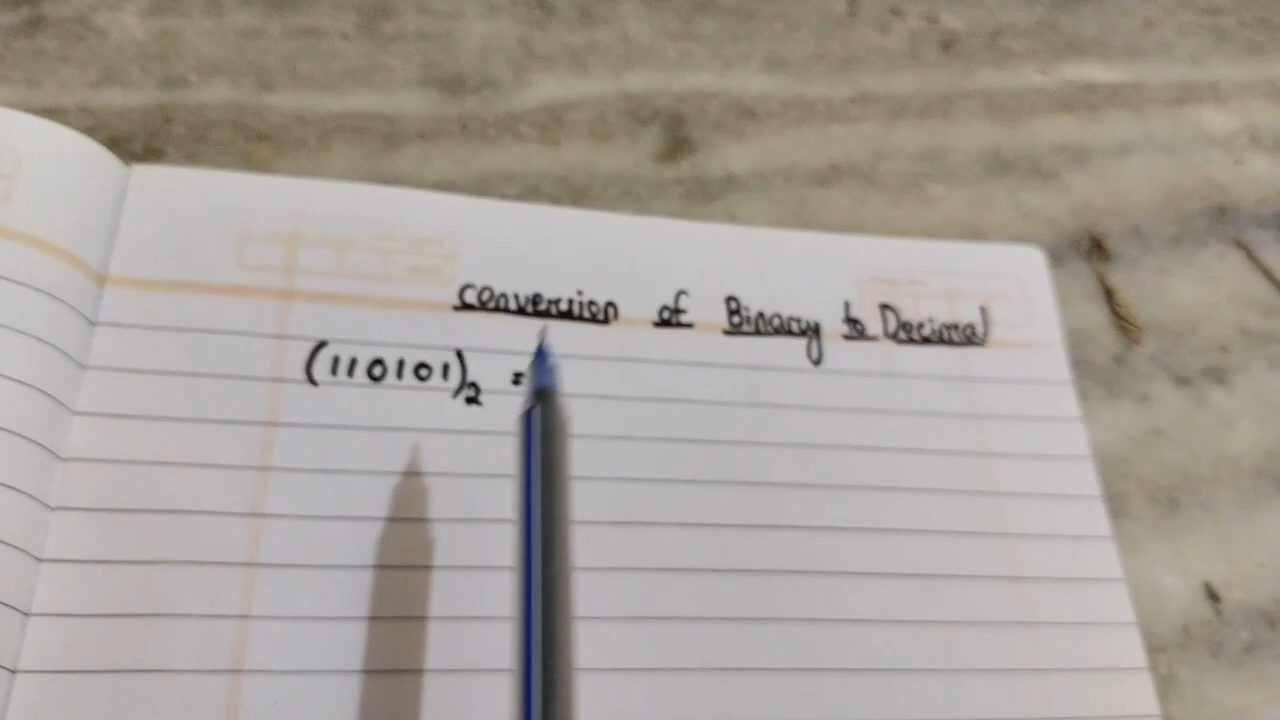 conversion of Binary to Decimal
(110101)₂ =